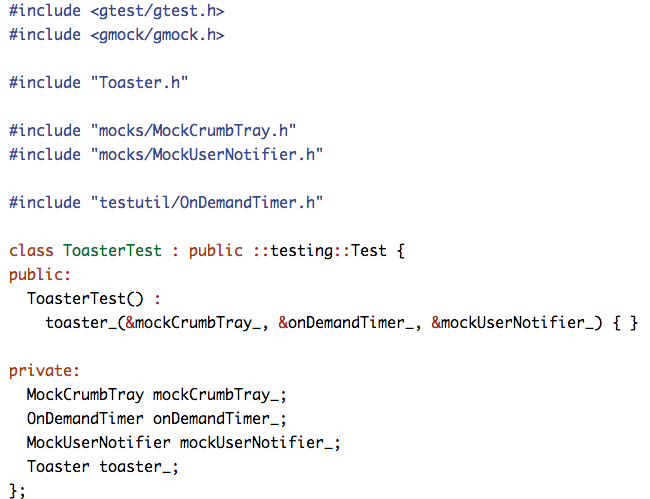 #include <gtest/gtest.h>
#include <gmock/gmock.h>

#include "Toaster.h"

#include "mocks/MockCrumbTray.h"
#include "mocks/MockUserNotifier.h"

#include "testutil/OnDemandTimer.h"

class ToasterTest : public ::testing::Test {
public:
  ToasterTest() :
    toaster_(&mockCrumbTray_, &onDemandTimer_, &mockUserNotifier_) { }

private:
  MockCrumbTray mockCrumbTray_;
  OnDemandTimer onDemandTimer_;
  MockUserNotifier mockUserNotifier_;
  Toaster toaster_;
};